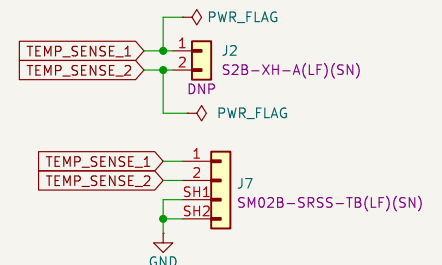 PWR_FLAG
TEMP_SENSE_1 1 J2
TEMP_SENSE_2 2 S2B-XH-A(LF)(SN)
DNP
PWR_FLAG
TEMP_SENSE_1 1
TEMP_SENSE_2 2 J7
SH1 SM02B-SRSS-TB(LF)(SN)
SH2
GND